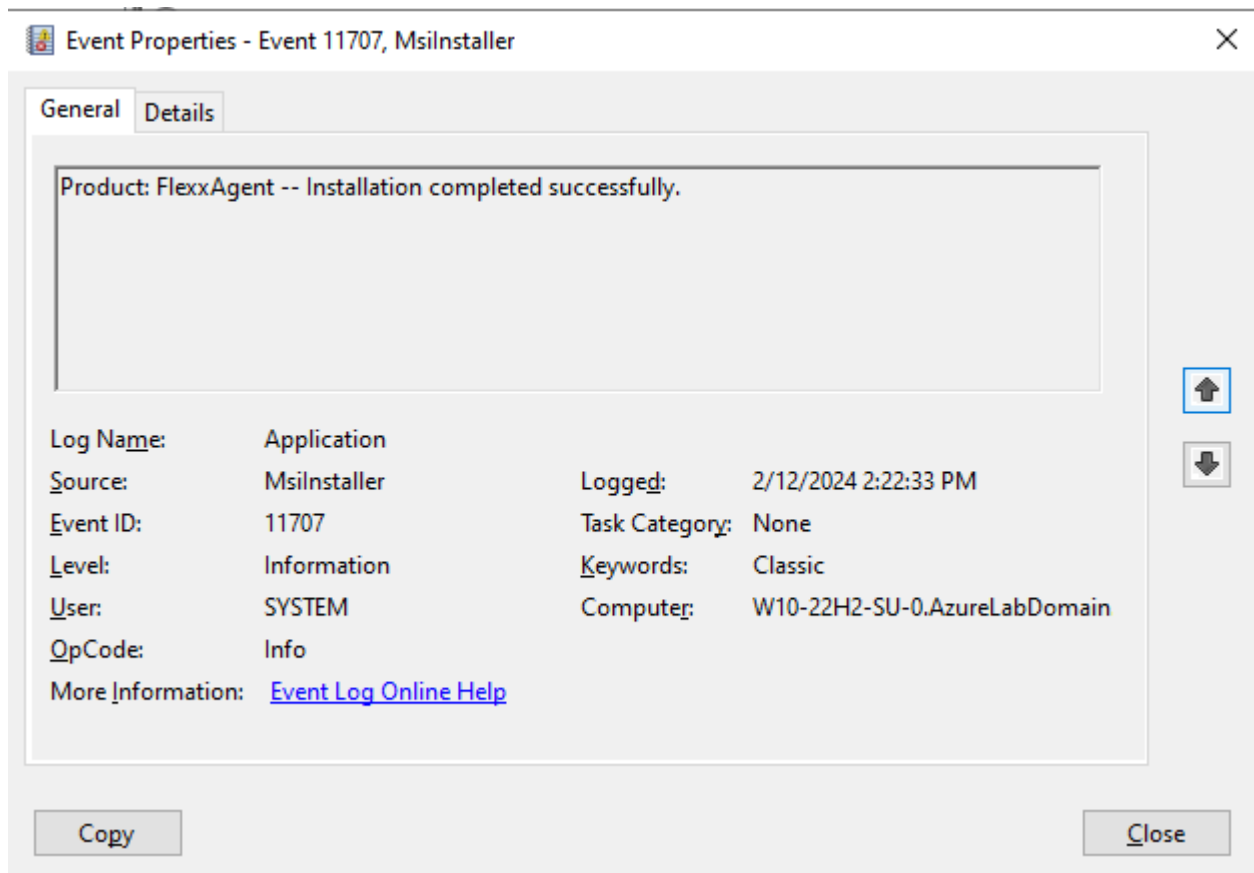 Event Properties - Event 11707, MsiInstaller
General Details
Product: FlexxAgent -- Installation completed successfully.
Log Name: Application
Source: MsiInstaller Logged: 2/12/2024 2:22:33 PM
Event ID: 11707 Task Category: None
Level: Information Keywords: Classic
User: SYSTEM Computer: W10-22H2-SU-0.AzureLabDomain
OpCode: Info
More Information: Event Log Online Help
Copy Close